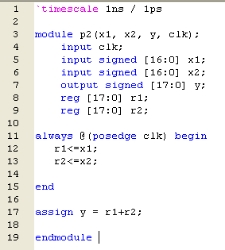 1 `timescale 1ns / 1ps
2
3 module p2(x1, x2, y, clk);
4 input clk;
5 input signed [16:0] x1;
6 input signed [16:0] x2;
7 output signed [17:0] y;
8 reg [17:0] r1;
9 reg [17:0] r2;
10
11 always @(posedge clk) begin
12 r1<=x1;
13 r2<=x2;
14
15 end
16
17 assign y = r1+r2;
18
19 endmodule